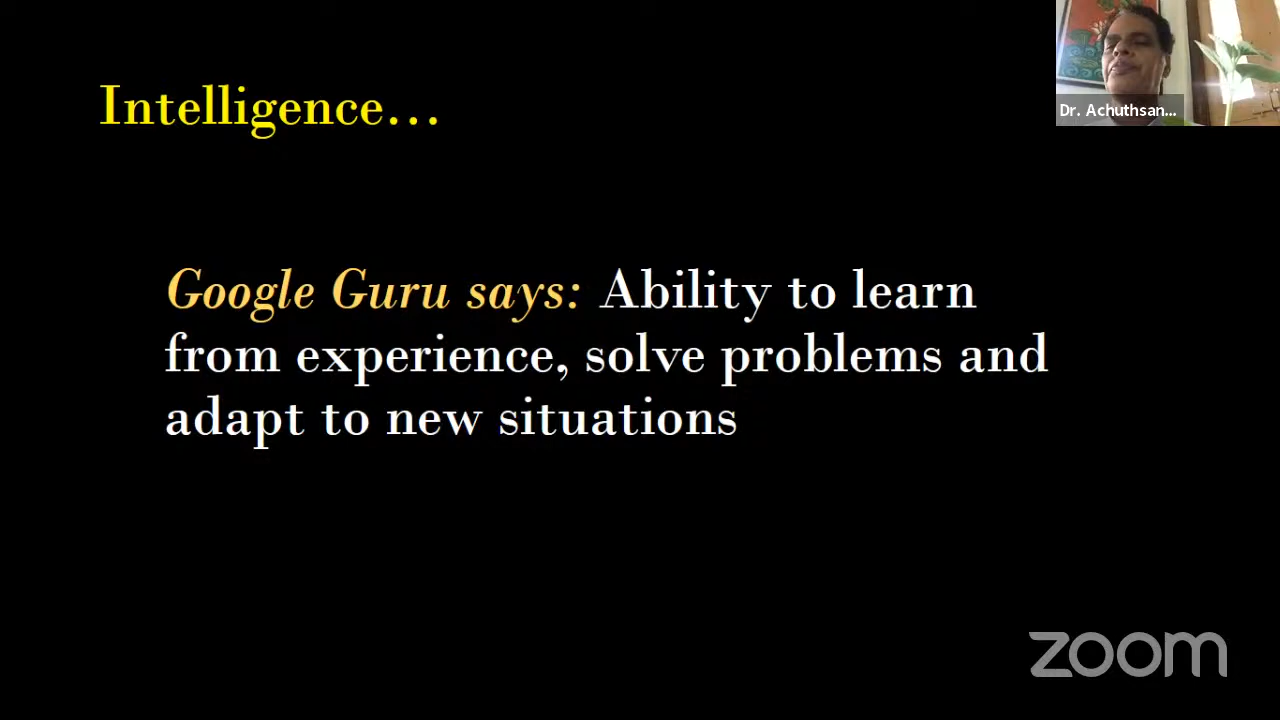 Intelligence...
Dr. Achuthsan...
Google Guru says: Ability to learn
from experience, solve problems and
adapt to new situations
zoom